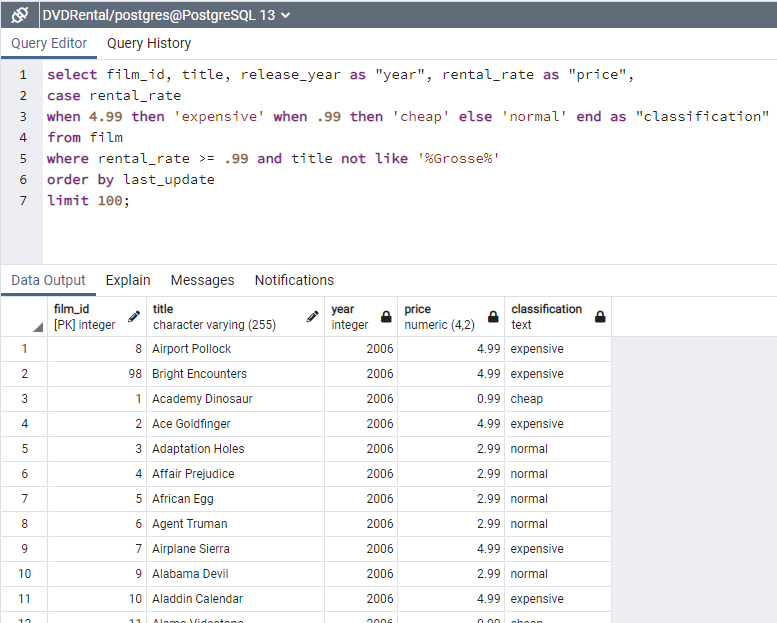 DVDRental/postgres@PostgreSQL 13
Query Editor Query History
1 select film_id, title, release_year as "year", rental_rate as "price",
2 case rental_rate
3 when 4.99 then 'expensive' when .99 then 'cheap' else 'normal' end as "classification"
4 from film
5 where rental_rate >= .99 and title not like '%Grosse%'
6 order by last_update
7 limit 100;
Data Output Explain Messages Notifications
film_id title year price classification
[PK] integer character varying (255) integer numeric (4,2) text
1 8 Airport Pollock 2006 4.99 expensive
2 98 Bright Encounters 2006 4.99 expensive
3 1 Academy Dinosaur 2006 0.99 cheap
4 2 Ace Goldfinger 2006 4.99 expensive
5 3 Adaptation Holes 2006 2.99 normal
6 4 Affair Prejudice 2006 2.99 normal
7 5 African Egg 2006 2.99 normal
8 6 Agent Truman 2006 2.99 normal
9 7 Airplane Sierra 2006 4.99 expensive
10 9 Alabama Devil 2006 2.99 normal
11 10 Aladdin Calendar 2006 4.99 expensive
12 11 Alamo Videotape 2006 0.99 cheap